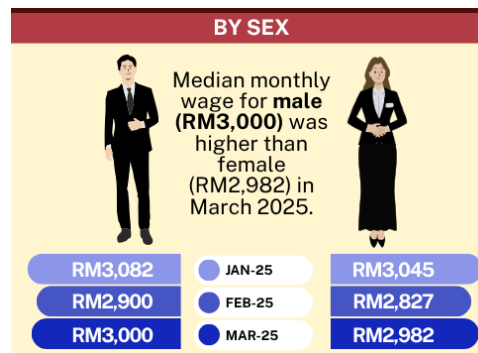 BY SEX
Median monthly
wage for male
(RM3,000) was
higher than
female
(RM2,982) in
March 2025.
RM3,082 JAN-25 RM3,045
RM2,900 FEB-25 RM2,827
RM3,000 MAR-25 RM2,982